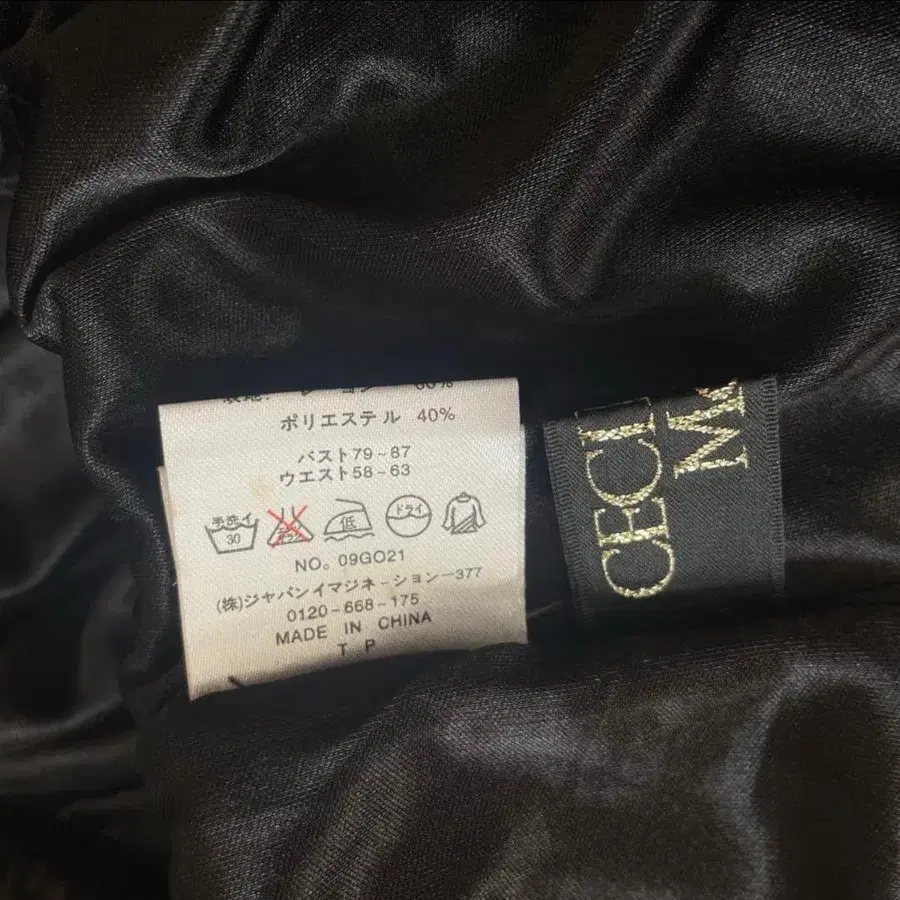 ポリエステル 40%
バスト79~87
ウエスト58~63
手洗イ
30
低
ドライ
NO。09GO21
(株)ジャパンイマジネ-ション-377
0120-668-175
MADE IN CHINA
T P
CECI
M